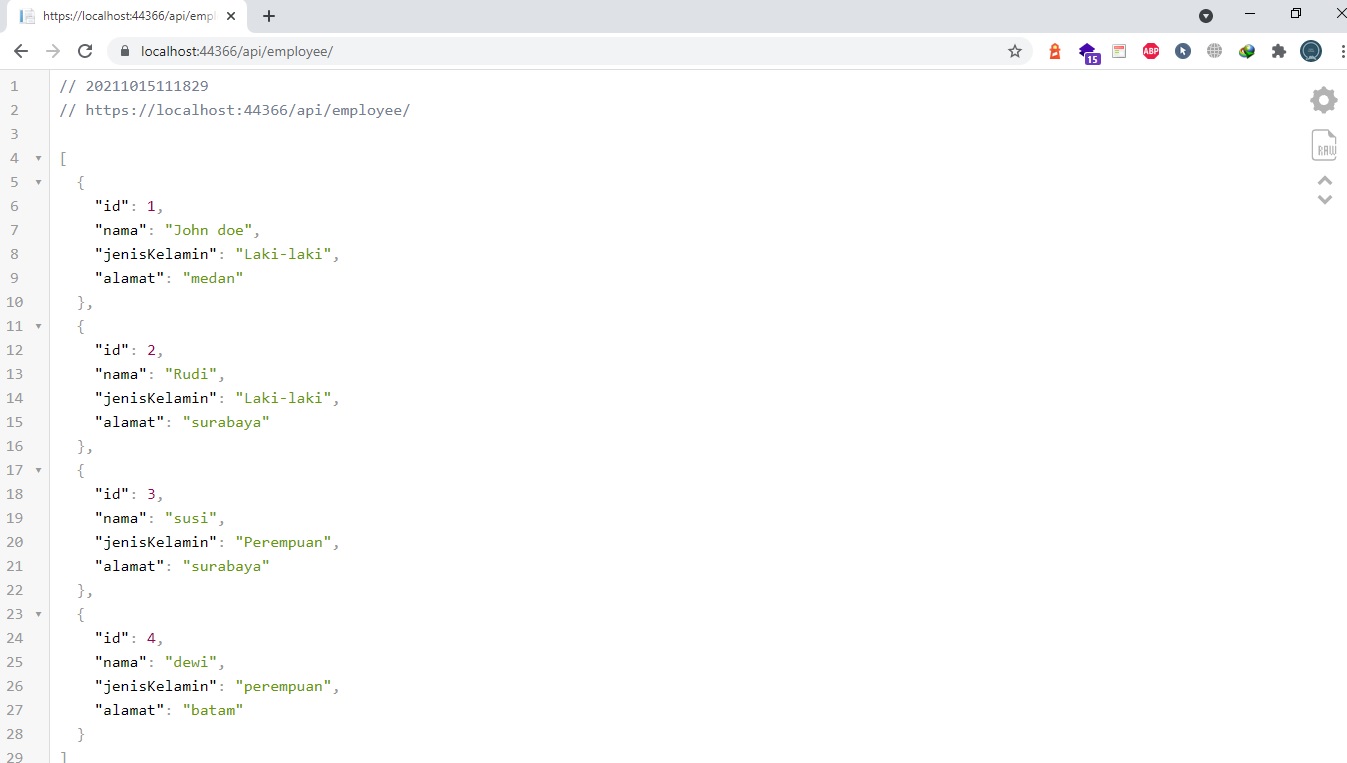 https://localhost:44366/api/empl
localhost:44366/api/employee/
15
ABP
1 // 20211015111829
2 // https://localhost:44366/api/employee/
3
4 [
5 {
6 "id": 1,
7 "nama": "John doe",
8 "jenisKelamin": "Laki-laki",
9 "alamat": "medan"
10 },
11 {
12 "id": 2,
13 "nama": "Rudi",
14 "jenisKelamin": "Laki-laki",
15 "alamat": "surabaya"
16 },
17 {
18 "id": 3,
19 "nama": "susi",
20 "jenisKelamin": "Perempuan",
21 "alamat": "surabaya"
22 },
23 {
24 "id": 4,
25 "nama": "dewi",
26 "jenisKelamin": "perempuan",
27 "alamat": "batam"
28 }
29 ]
RAW